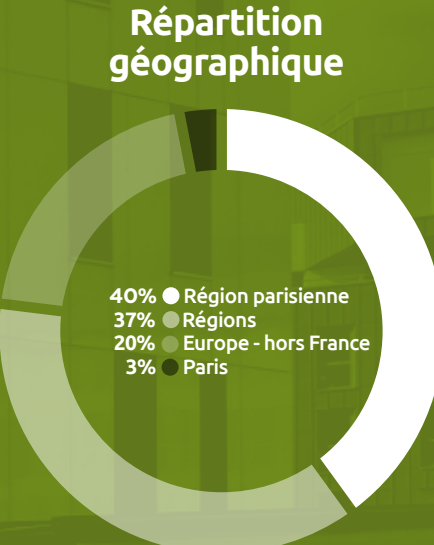 Répartition
géographique
40% Région parisienne
37% Régions
20% Europe - hors France
3% Paris